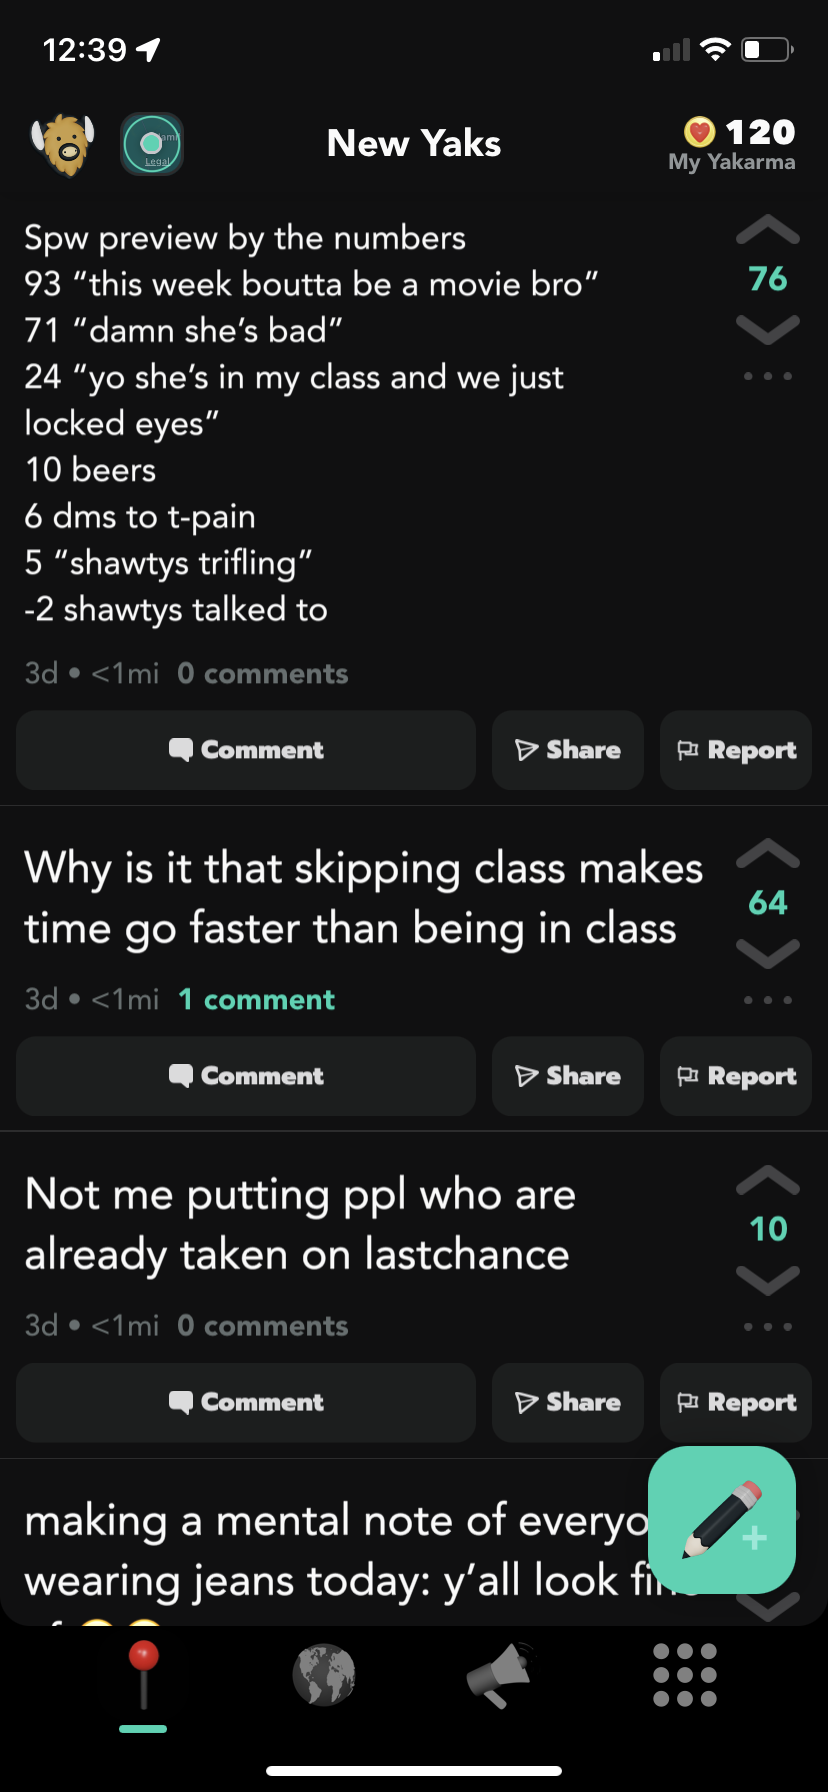 12:39
New Yaks
120
My Yakarma
Legal
Spw preview by the numbers
93 “this week boutta be a movie bro”
71 “damn she’s bad”
24 “yo she’s in my class and we just
locked eyes”
10 beers
6 dms to t-pain
5 “shawtys trifling”
-2 shawtys talked to
76
3d • <1mi 0 comments
Comment
Share
Report
Why is it that skipping class makes
time go faster than being in class
64
3d • <1mi 1 comment
Comment
Share
Report
Not me putting ppl who are
already taken on lastchance
10
3d • <1mi 0 comments
Comment
Share
Report
making a mental note of
wearing jeans today: y’all look